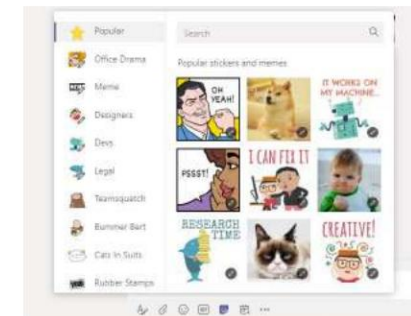 Popular
Office Drama
Meme
Designers
Devs
Legal
Teamsquatch
Bummer Bert
Cats In Suits
Rubber Stamps
Search
Popular stickers and memes
OH
YEAH!
IT WORKS ON
MY MACHINE...
PSSST!
I CAN FIX IT
RESEARCH
TIME
CREATIVE!